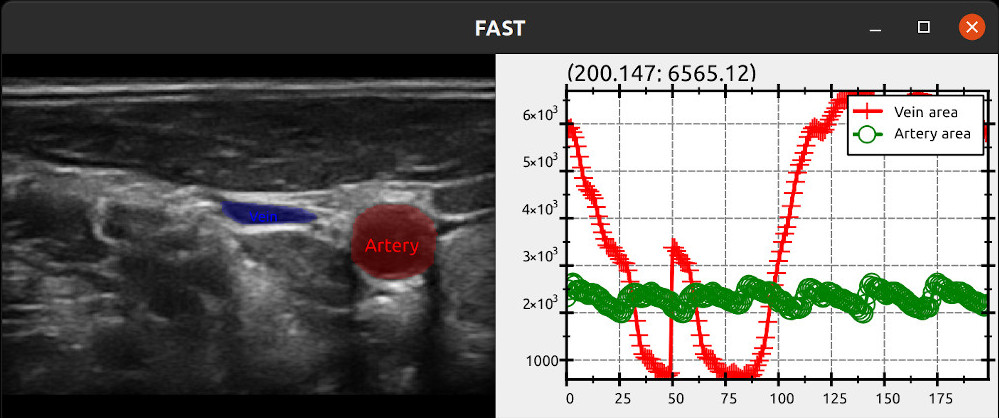 FAST
Vein
Artery
(200.147; 6565.12)
Vein area
Artery area
6×10³
5×10³
4×10³
3×10³
2×10³
1000
0 25 50 75 100 125 150 175